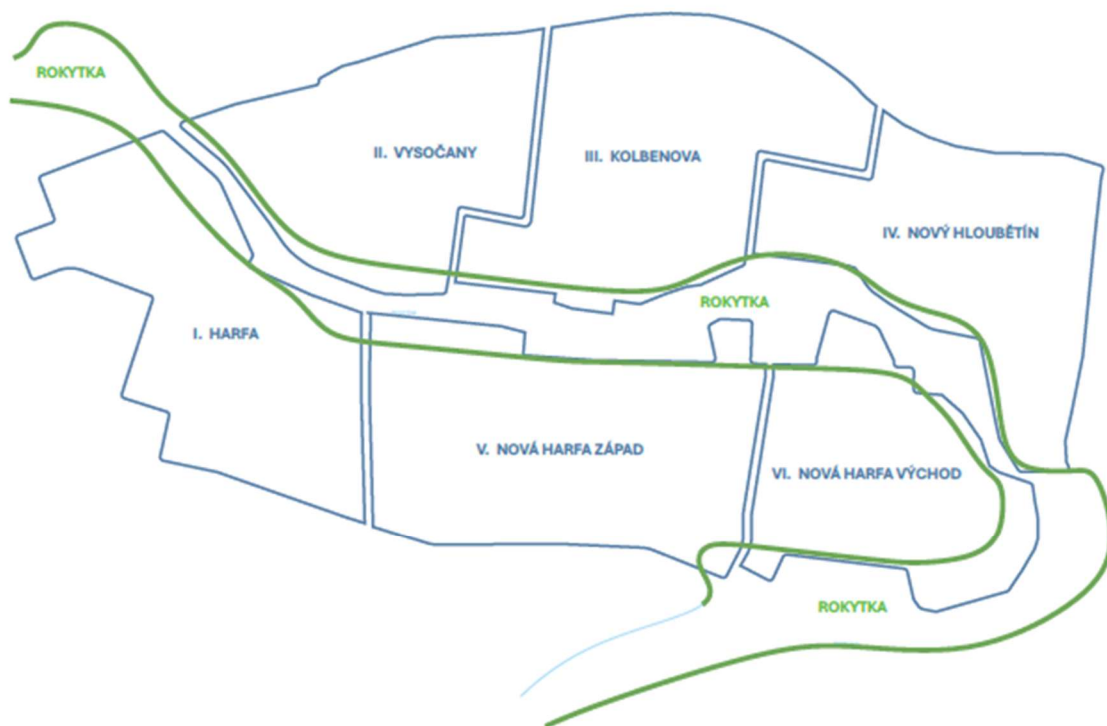 ROKYTKA
II. VYSOČANY
III. KOLBENOVA
IV. NOVÝ HLOUBĚTÍN
ROKYTKA
I. HARFA
V. NOVÁ HARFA ZÁPAD
VI. NOVÁ HARFA VÝCHOD
ROKYTKA